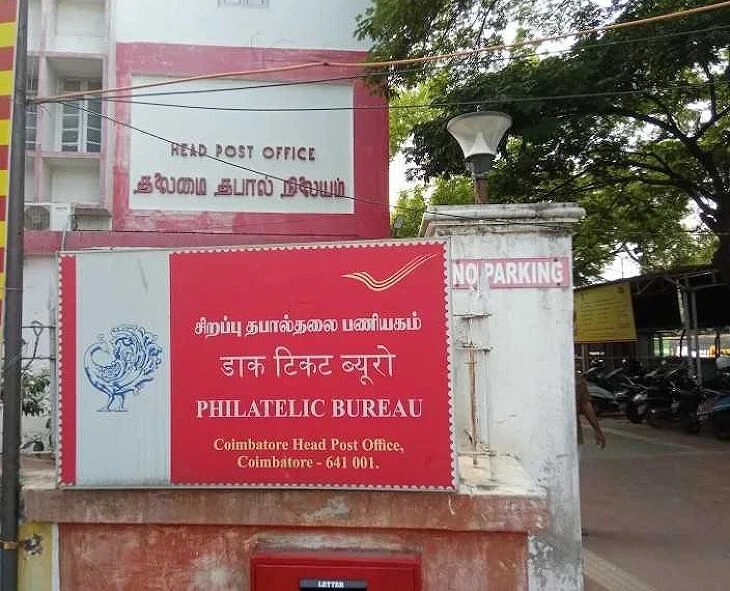 HEAD POST OFFICE
தலைமை தபால் நிலையம்
NO PARKING
சிறப்பு தபால்தலை பணியகம்
डाक टिकट ब्यूरो
PHILATELIC BUREAU
Coimbatore Head Post Office,
Coimbatore - 641 001.
LETTER